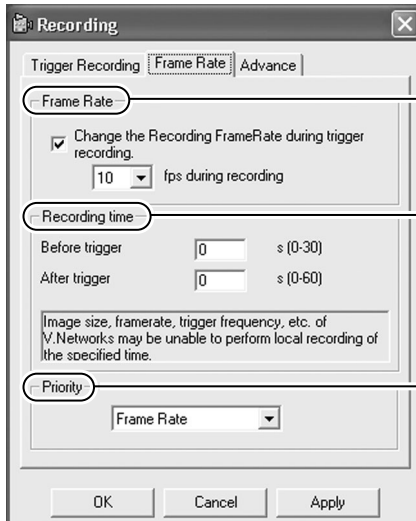 Recording
Trigger Recording Frame Rate Advance
Frame Rate
Change the Recording FrameRate during trigger
recording.
10 fps during recording
Recording time
Before trigger 0 s (0-30)
After trigger 0 s (0-60)
Image size, framerate, trigger frequency, etc. of
V.Networks may be unable to perform local recording of
the specified time.
Priority
Frame Rate
OK Cancel Apply